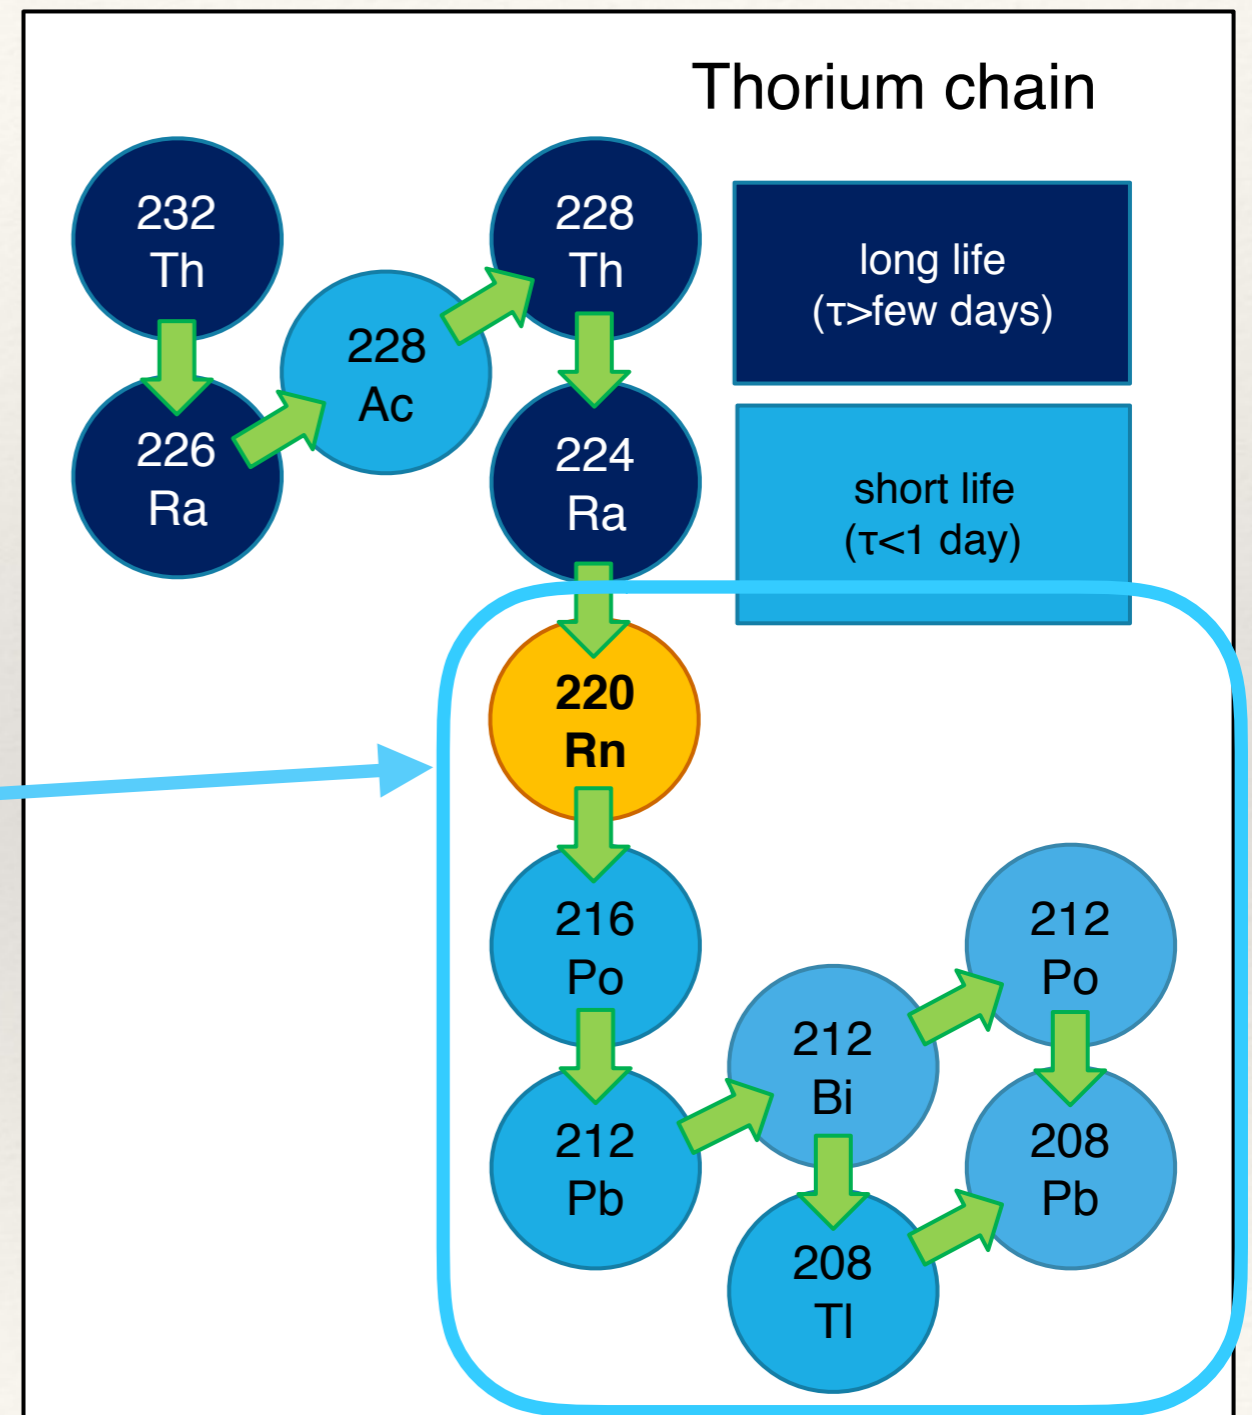 Thorium chain
232
Th
228
Th
long life
(τ>few days)
228
Ac
226
Ra
224
Ra
short life
(τ<1 day)
220
Rn
216
Po
212
Po
212
Bi
212
Pb
208
Pb
208
Tl